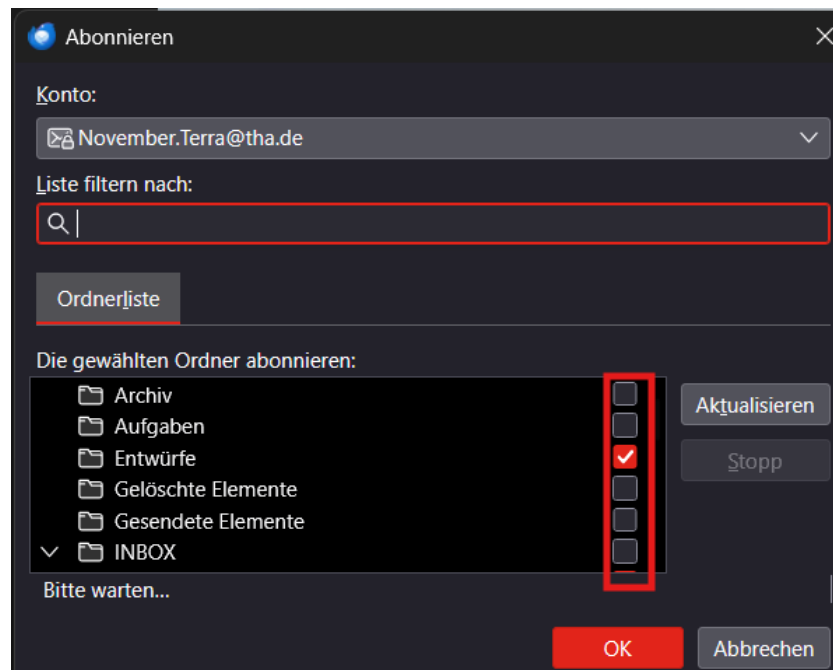 Abonnieren
Konto:
November.Terra@tha.de
Liste filtern nach:
Ordnerliste
Die gewählten Ordner abonnieren:
Archiv
Aufgaben
Entwürfe
Gelöschte Elemente
Gesendete Elemente
INBOX
Aktualisieren
Stopp
Bitte warten...
OK
Abbrechen